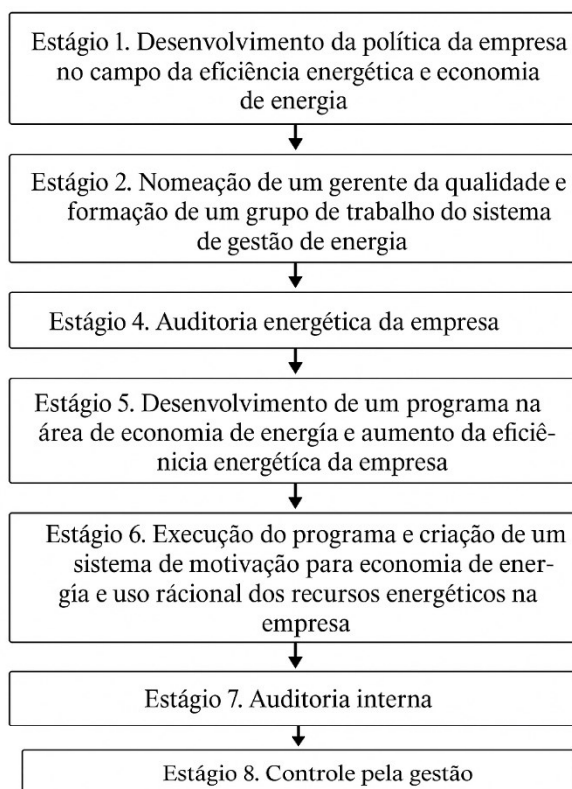 Estágio 1. Desenvolvimento da política da empresa
no campo da eficiência energética e economia
de energia
Estágio 2. Nomeação de um gerente da qualidade e
formação de um grupo de trabalho do sistema
de gestão de energia
Estágio 4. Auditoria energética da empresa
Estágio 5. Desenvolvimento de um programa na
área de economia de energía e aumento da eficiê-
nicia energétíca da empresa
Estágio 6. Execução do programa e criação de um
sistema de motivação para economia de ener-
gía e uso rácional dos recursos energéticos na
empresa
Estágio 7. Auditoria interna
Estágio 8. Controle pela gestão